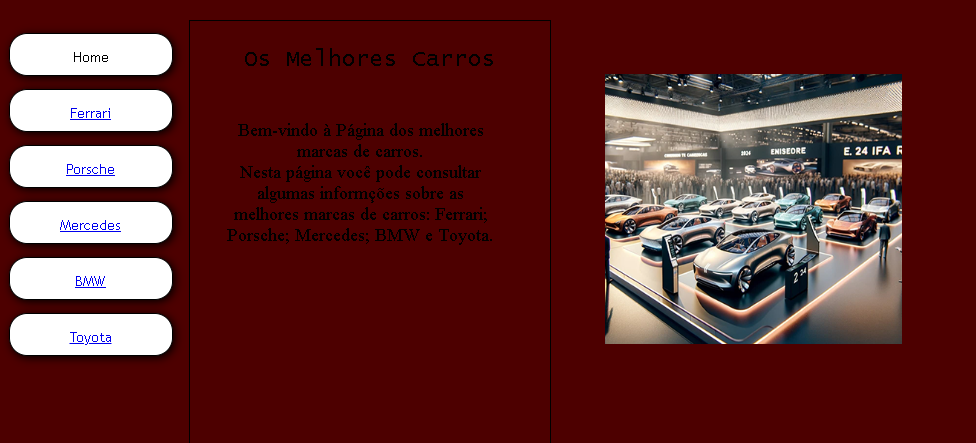 Home
Ferrari
Porsche
Mercedes
BMW
Toyota
Os Melhores Carros
Bem-vindo à Página dos melhores
marcas de carros.
Nesta página você pode consultar
algumas informções sobre as
melhores marcas de carros: Ferrari;
Porsche; Mercedes; BMW e Toyota.
2024
EMISEORE
E. 24 IFA R
2 24